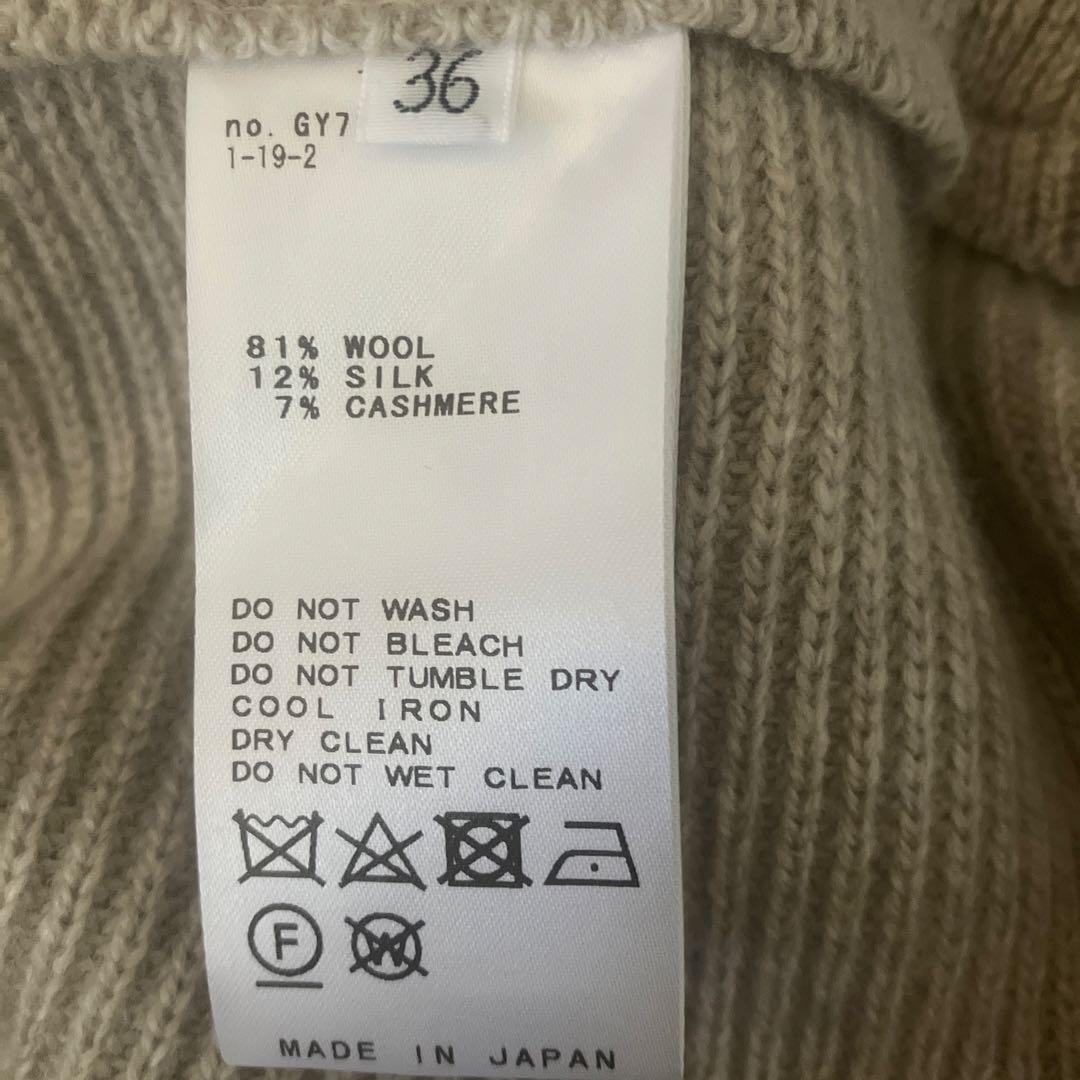 36
no. GY7
1-19-2
81% WOOL
12% SILK
7% CASHMERE
DO NOT WASH
DO NOT BLEACH
DO NOT TUMBLE DRY
COOL IRON
DRY CLEAN
DO NOT WET CLEAN
F W
MADE IN JAPAN